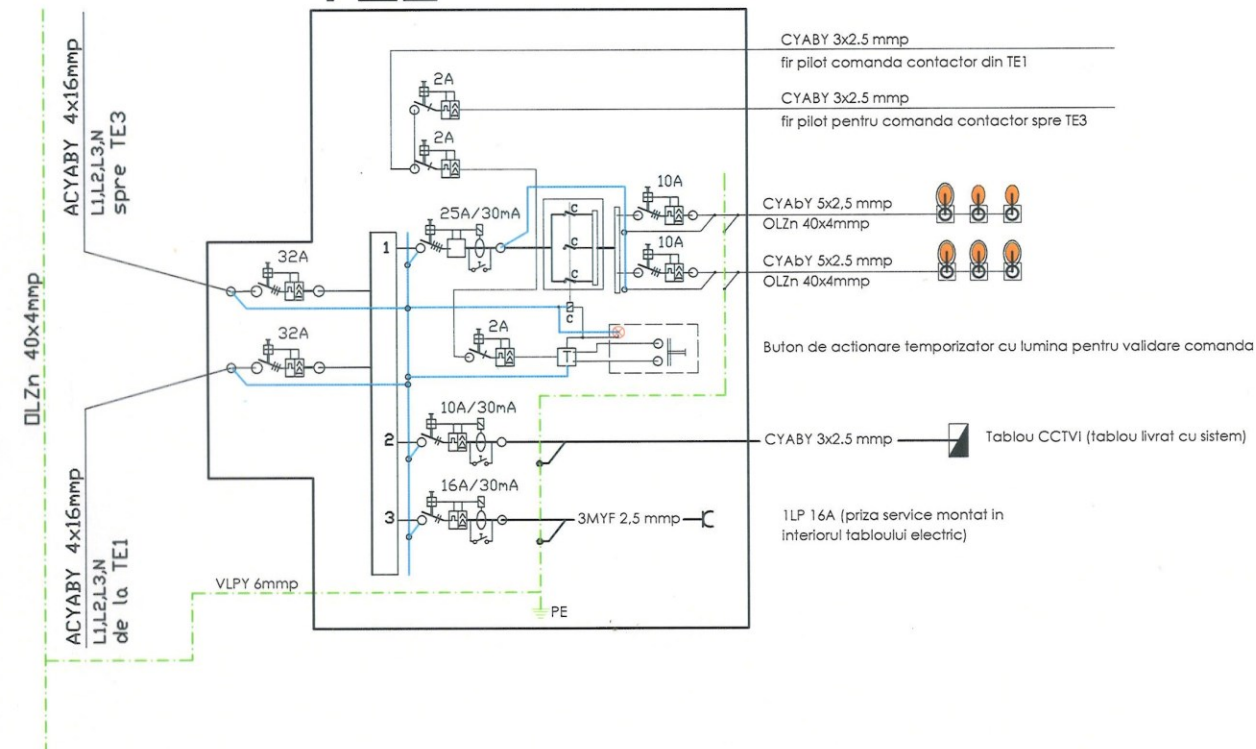 CYABY 3x2.5 mmp
fir pilot comanda contactor din TE1
CYABY 3x2.5 mmp
fir pilot pentru comanda contactor spre TE3
2A
2A
ACYABY 4x16mmp
L1,L2,L3,N
spre TE3
OLZn 40x4mmp
ACYABY 4x16mmp
L1,L2,L3,N
de la TE1
32A
32A
1
25A/30mA
C
C
C
C
10A
10A
CYAbY 5x2,5 mmp
OLZn 40x4mmp
CYAbY 5x2.5 mmp
OLZn 40x4mmp
2A
T
Buton de actionare temporizator cu lumina pentru validare comanda
2
10A/30mA
CYABY 3x2.5 mmp
Tablou CCTVI (tablou livrat cu sistem)
3
16A/30mA
3MYF 2,5 mmp
1LP 16A (priza service montat in
interiorul tabloului electric)
VLPY 6mmp
PE